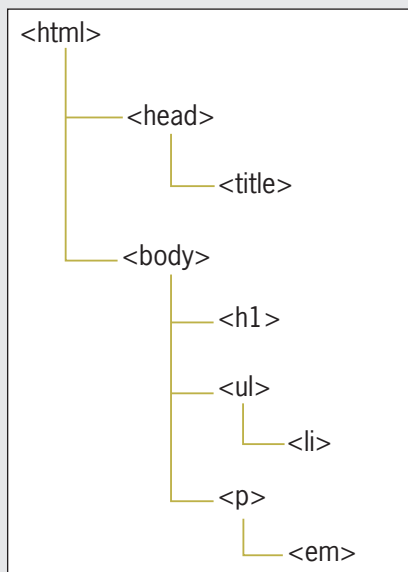 <html>
<head>
<title>
<body>
<h1>
<ul>
<li>
<p>
<em>